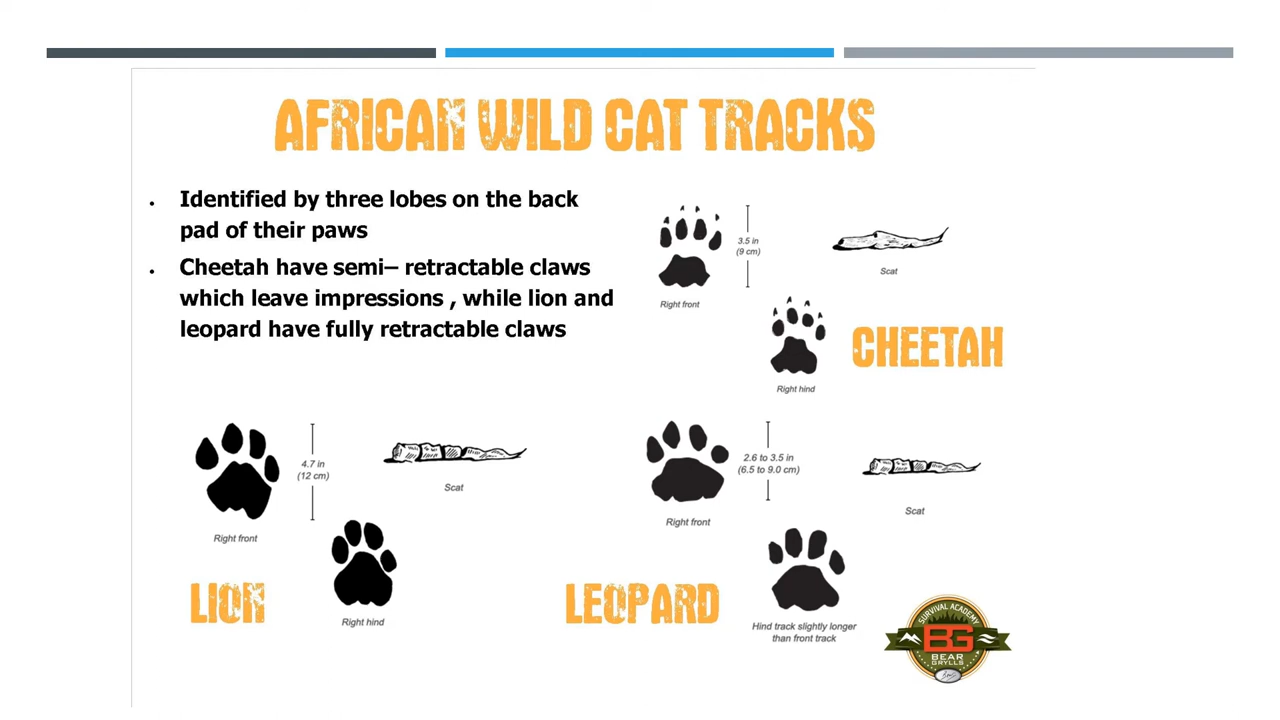 AFRICAN WILD CAT TRACKS
• Identified by three lobes on the back
pad of their paws
• Cheetah have semi– retractable claws
which leave impressions , while lion and
leopard have fully retractable claws
3.5 in
(9 cm)
Scat
Right front
CHEETAH
Right hind
4.7 in
(12 cm)
Scat
Right front
LION
Right hind
2.6 to 3.5 in
(6.5 to 9.0 cm)
Scat
Right front
LEOPARD
Hind track slightly longer
than front track
SURVIVAL ACADEMY
BG
BEAR
GRYLLS